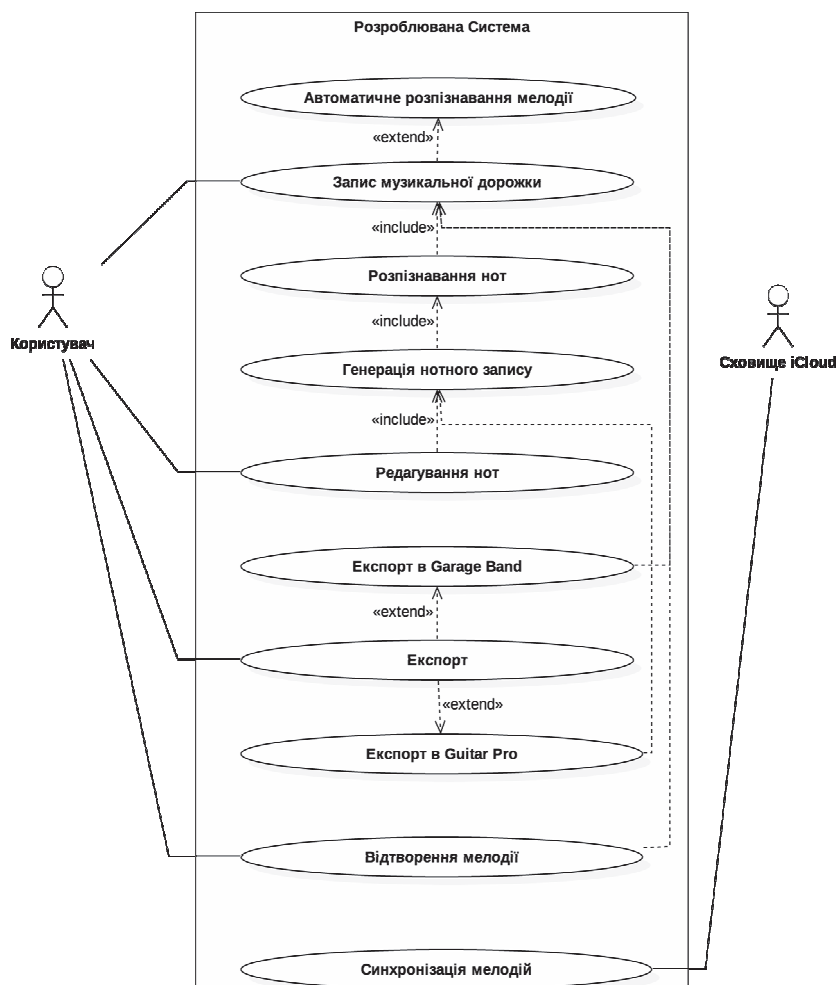 Розроблювана Система
Автоматичне розпізнавання мелодії
«extend»
Запис музикальної дорожки
«include»
Розпізнавання нот
«include»
Користувач
Сховище iCloud
Генерація нотного запису
«include»
Редагування нот
Експорт в Garage Band
«extend»
Експорт
«extend»
Експорт в Guitar Pro
Відтворення мелодії
Синхронізація мелодій